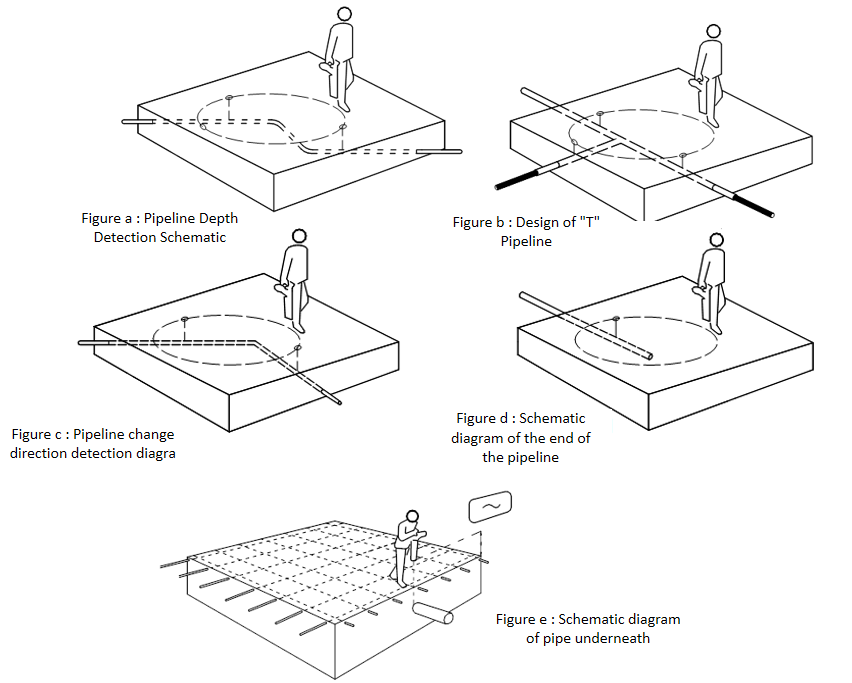 Figure a : Pipeline Depth
Detection Schematic
Figure b : Design of "T"
Pipeline
Figure c : Pipeline change
direction detection diagra
Figure d : Schematic
diagram of the end of
the pipeline
Figure e : Schematic diagram
of pipe underneath